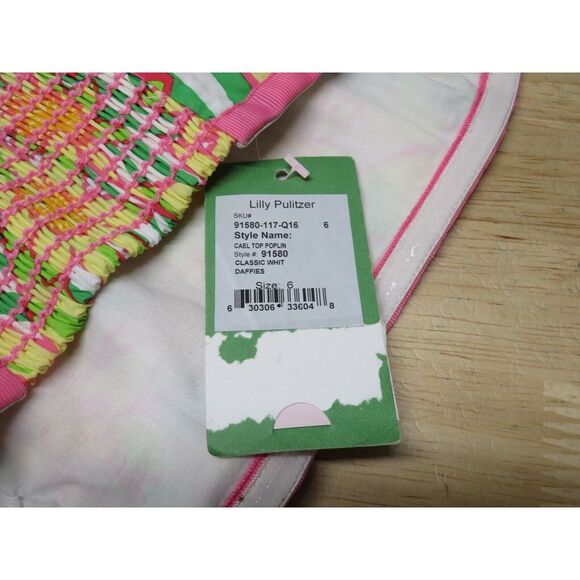 Lilly Pulitzer
SKU#
91580-117-Q16 6
Style Name:
CAEL TOP POPLIN
Style #: 91580
CLASSIC WHIT
DAFFIES
Size: 6
6 30306 33604 8